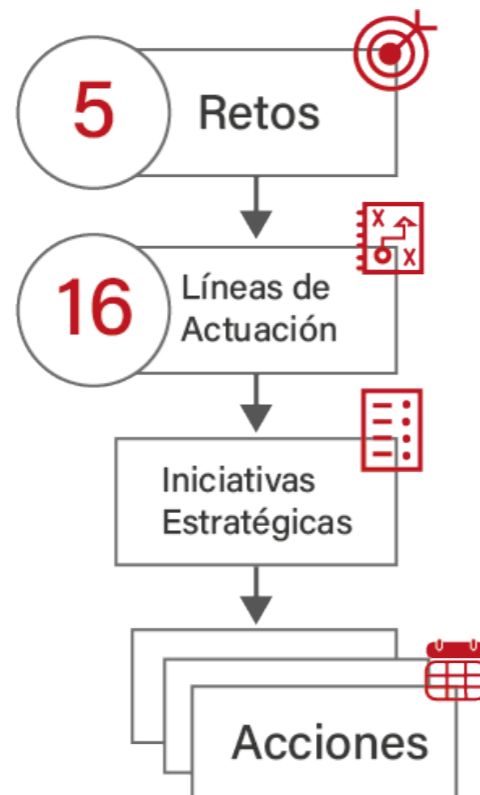 5
Retos
16
Líneas de
Actuación
Iniciativas
Estratégicas
Acciones